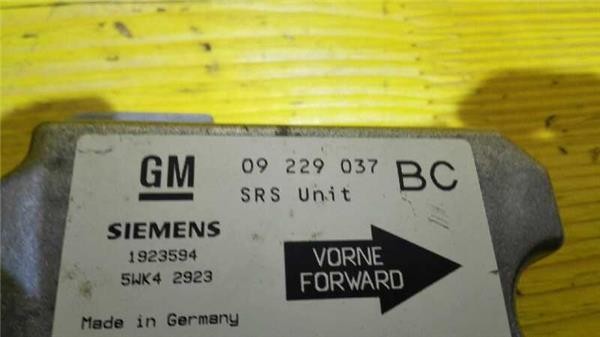 GM 09 229 037 BC
SRS Unit
SIEMENS
1923594
5WK4 2923
VORNE
FORWARD
Made in Germany